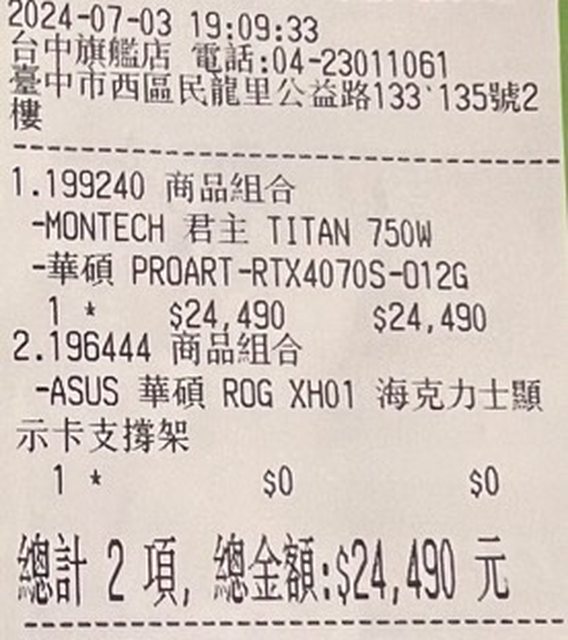 2024-07-03 19:09:33
台中旗艦店 電話:04-23011061
臺中市西區民龍里公益路133、135號2
樓
1.199240 商品組合
-MONTECH 君主 TITAN 750W
-華碩 PROART-RTX4070S-O12G
1 * $24,490 $24,490
2.196444 商品組合
-ASUS 華碩 ROG XH01 海克力士顯
示卡支撐架
1 * $0 $0
總計 2 項, 總金額:$24,490 元